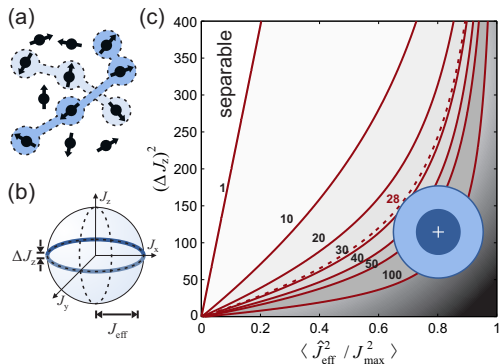 (a)
(b)
J_z
J_x
J_y
ΔJ_z
J_eff
(c)
(ΔJ_z)^2
400
350
300
250
200
150
100
50
0
separable
1
10
20
28
30
40
50
100
0
0.2
0.4
0.6
0.8
1
⟨ Ĵ_eff^2 / J_max^2 ⟩